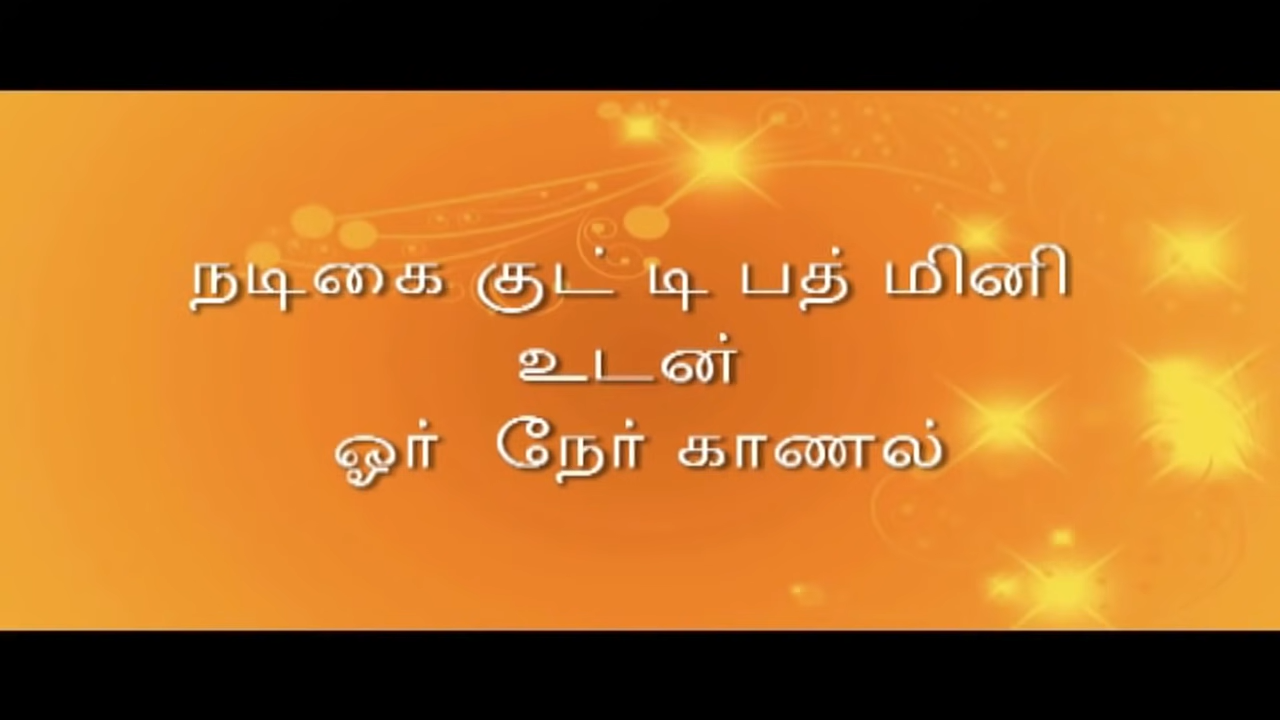 நடிகை குட்டி பத்மினி
உடன்
ஓர் நேர்காணல்